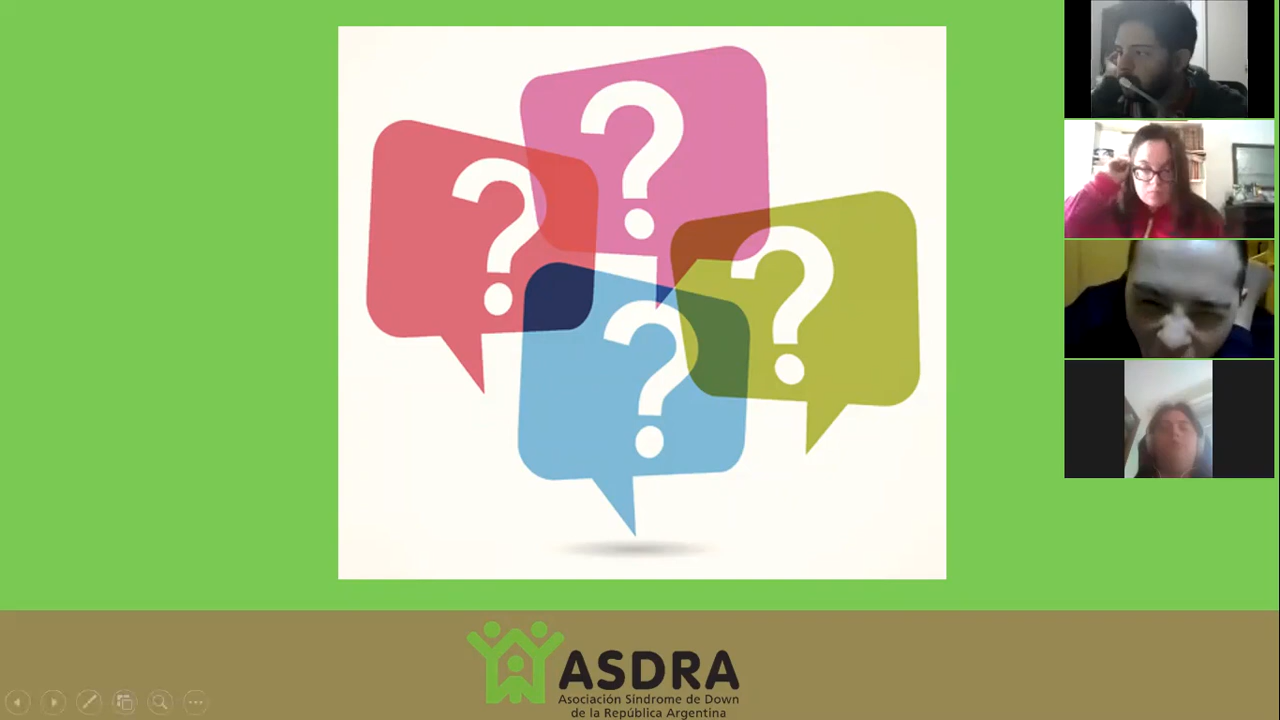 ?
?
?
?
ASDRA
Asociación Síndrome de Down
de la República Argentina